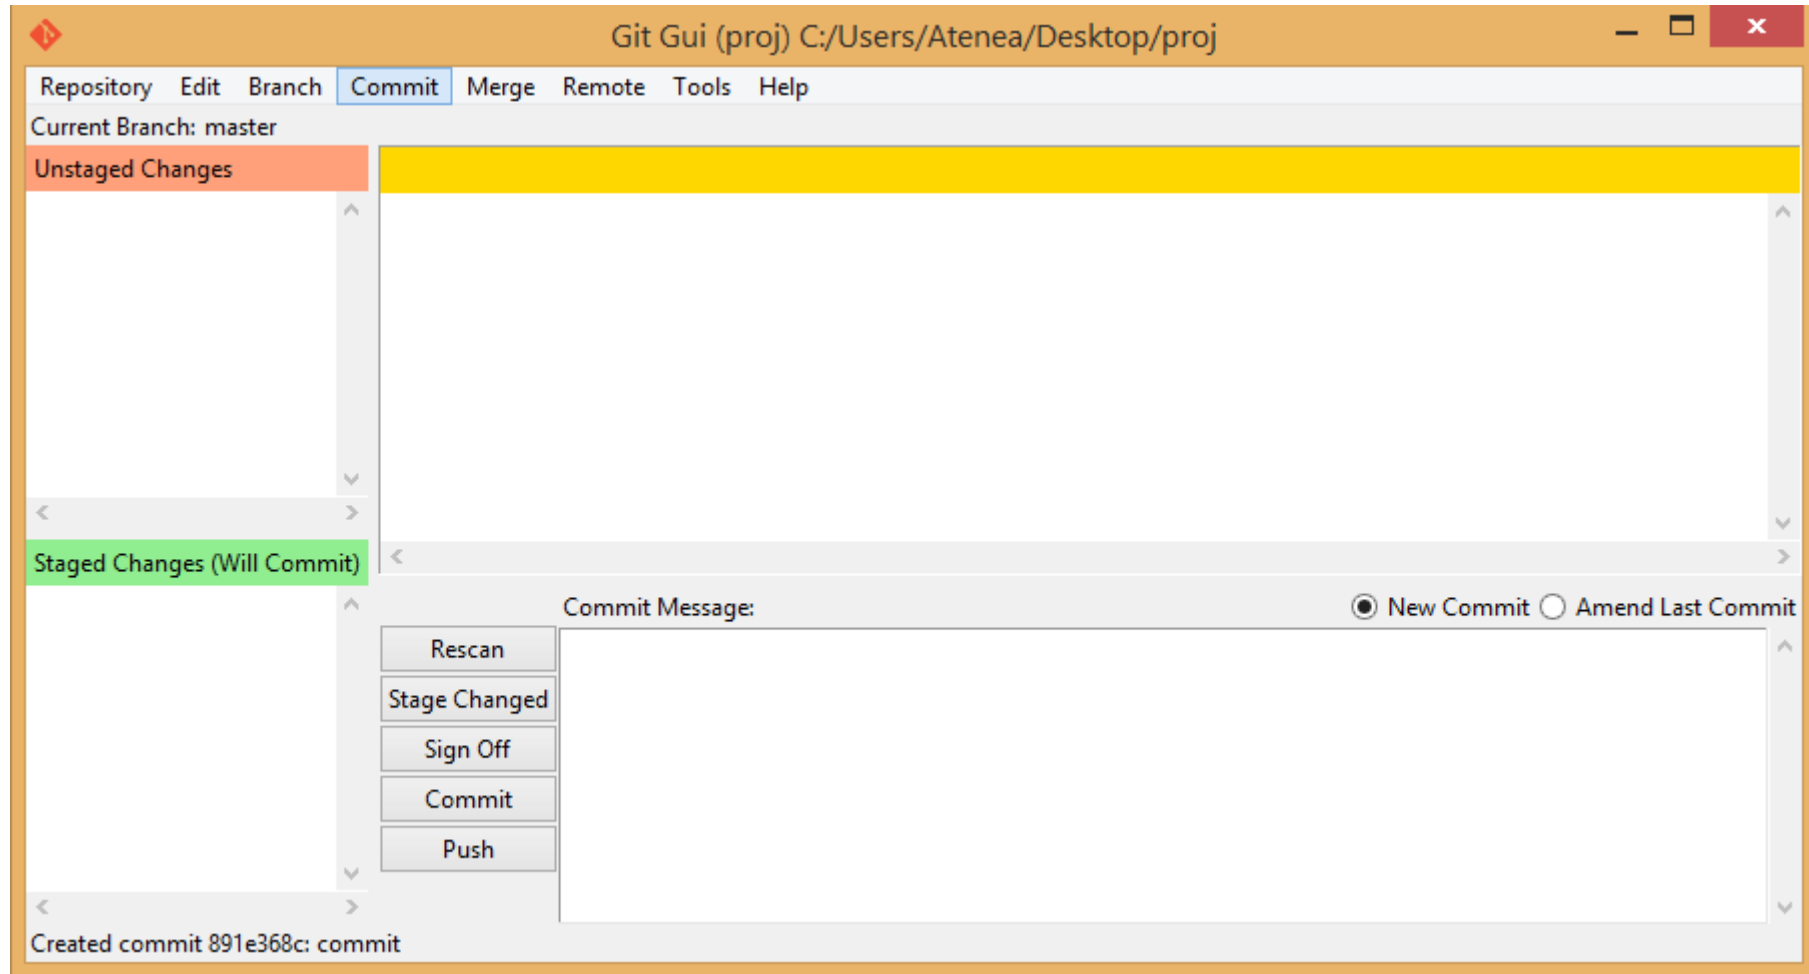 Git Gui (proj) C:/Users/Atenea/Desktop/proj
Repository Edit Branch Commit Merge Remote Tools Help
Current Branch: master
Unstaged Changes
Staged Changes (Will Commit)
Commit Message:
New Commit Amend Last Commit
Rescan
Stage Changed
Sign Off
Commit
Push
Created commit 891e368c: commit